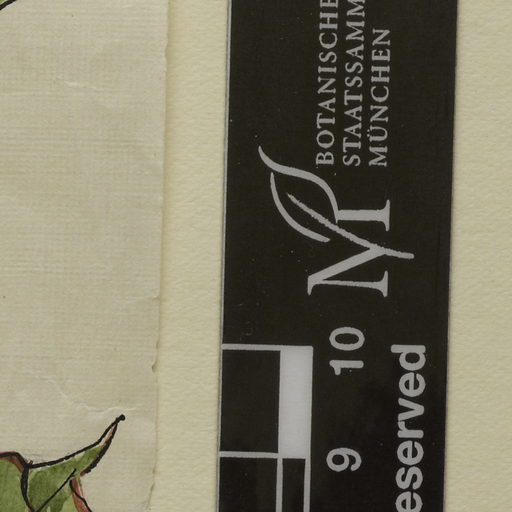 BOTANISCHE
STAATSSAMM
MÜNCHEN
M
9 10
eserved